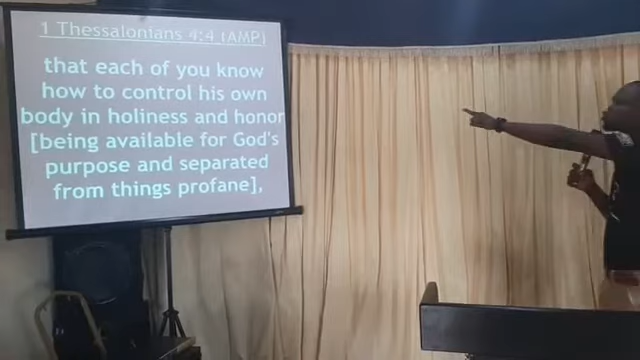 1 Thessalonians 4:4 (AMP)
that each of you know
how to control his own
body in holiness and honor
[being available for God's
purpose and separated
from things profane],